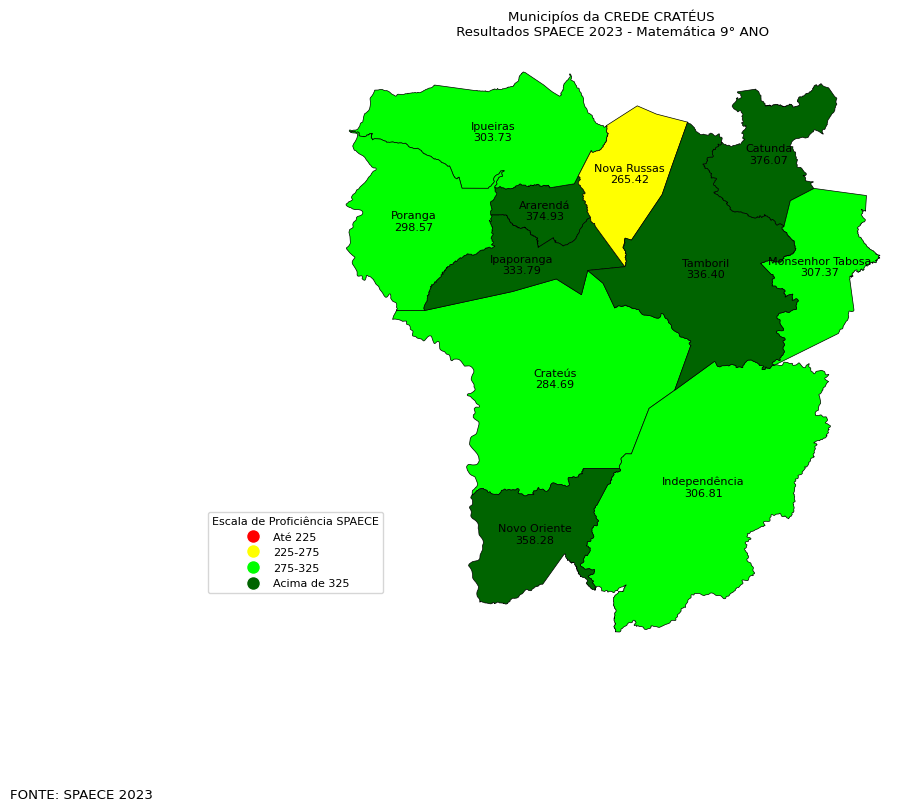 Municipíos da CREDE CRATÉUS
Resultados SPAECE 2023 - Matemática 9° ANO
Ipueiras
303.73
Catunda
376.07
Nova Russas
265.42
Ararendá
374.93
Poranga
298.57
Ipaporanga
333.79
Tamboril
336.40
Monsenhor Tabosa
307.37
Crateús
284.69
Independência
306.81
Novo Oriente
358.28
Escala de Proficiência SPAECE
Até 225
225-275
275-325
Acima de 325
FONTE: SPAECE 2023